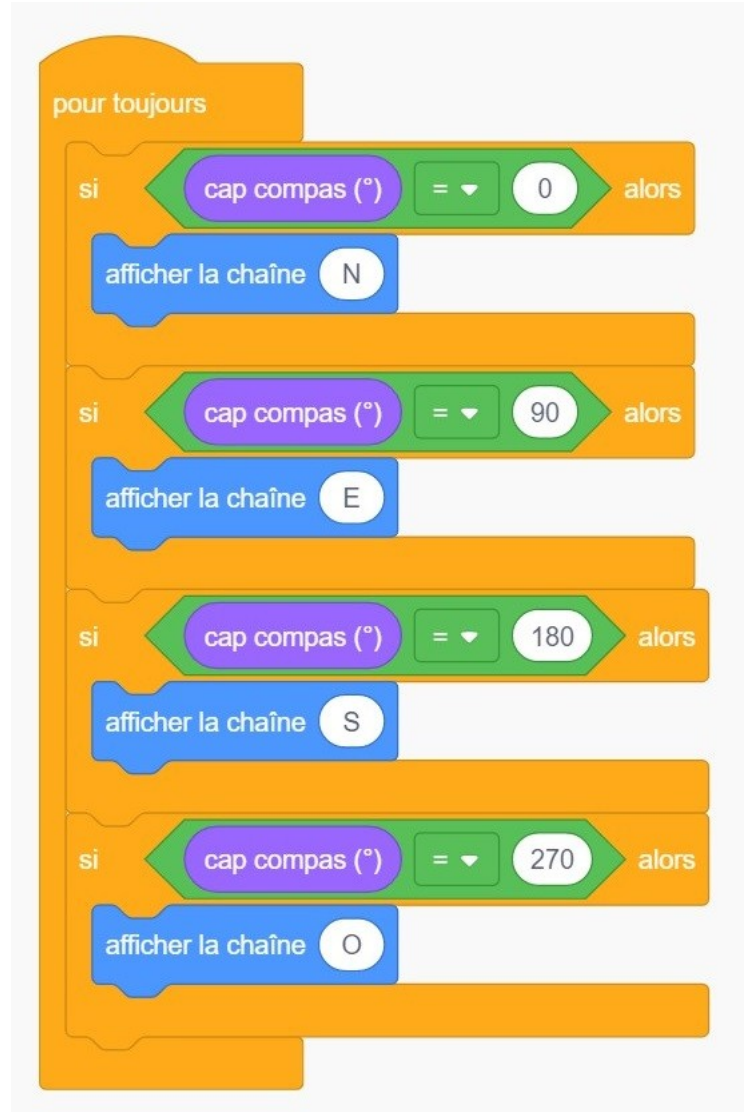 pour toujours
si cap compas (°) = 0 alors
afficher la chaîne N
si cap compas (°) = 90 alors
afficher la chaîne E
si cap compas (°) = 180 alors
afficher la chaîne S
si cap compas (°) = 270 alors
afficher la chaîne O